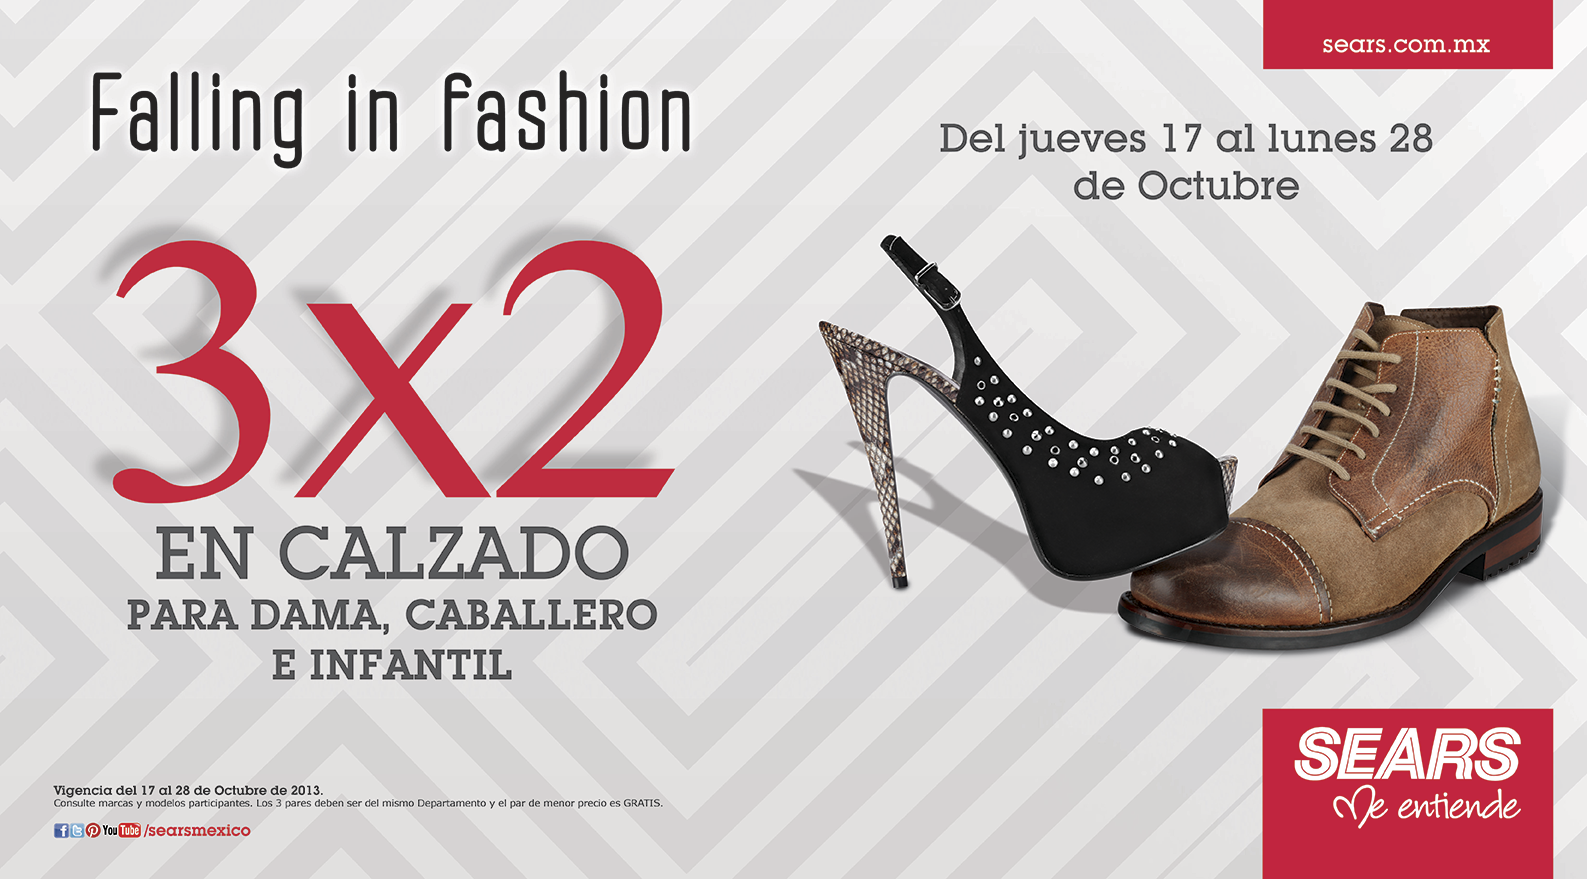 sears.com.mx
Falling in fashion
Del jueves 17 al lunes 28
de Octubre
3x2
EN CALZADO
PARA DAMA, CABALLERO
E INFANTIL
Vigencia del 17 al 28 de Octubre de 2013.
Consulte marcas y modelos participantes. Los 3 pares deben ser del mismo Departamento y el par de menor precio es GRATIS.
f t P You Tube /searsmexico
SEARS
Me entiende